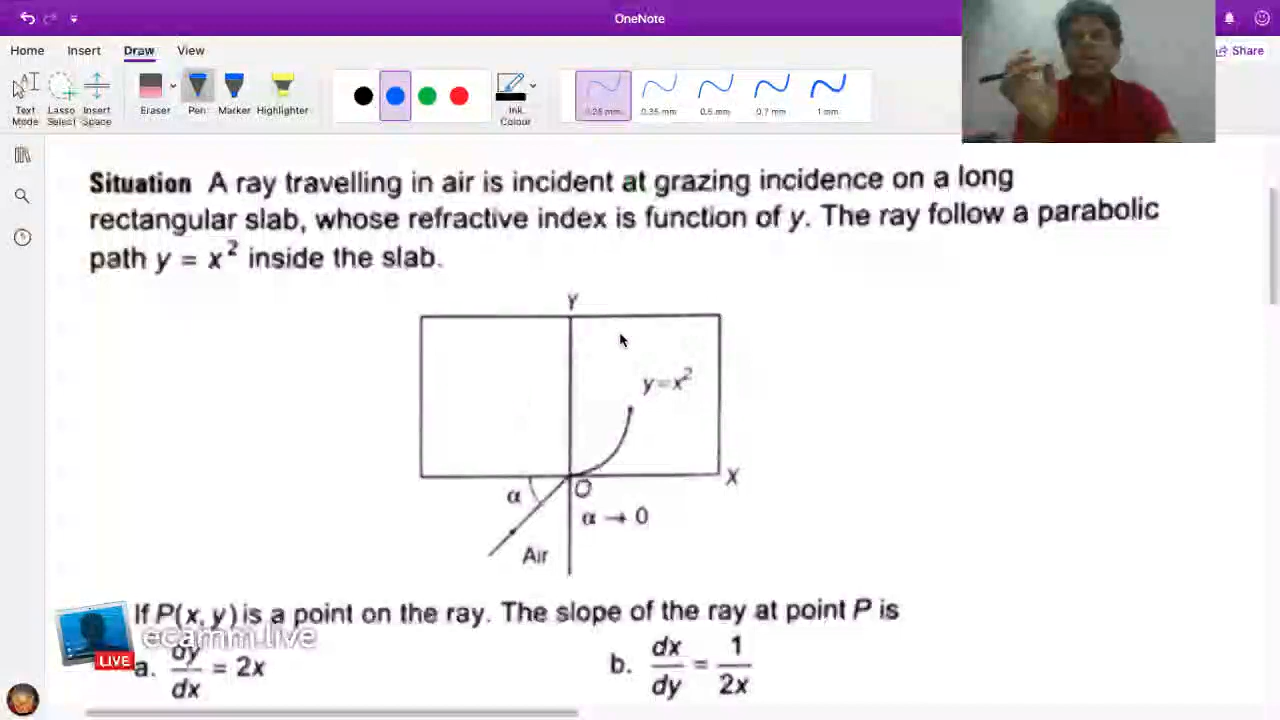 OneNote
Home Insert Draw View
Share
Text Mode
Lasso Select
Insert Space
Eraser
Pen
Marker
Highlighter
Ink Colour
0.25 mm
0.35 mm
0.5 mm
0.7 mm
1 mm
Situation A ray travelling in air is incident at grazing incidence on a long
rectangular slab, whose refractive index is function of y. The ray follow a parabolic
path y = x² inside the slab.
Y
y=x²
X
O
α
α → 0
Air
If P(x, y) is a point on the ray. The slope of the ray at point P is
ecamm.live
LIVE
a. dy/dx = 2x
b. dx/dy = 1/2x